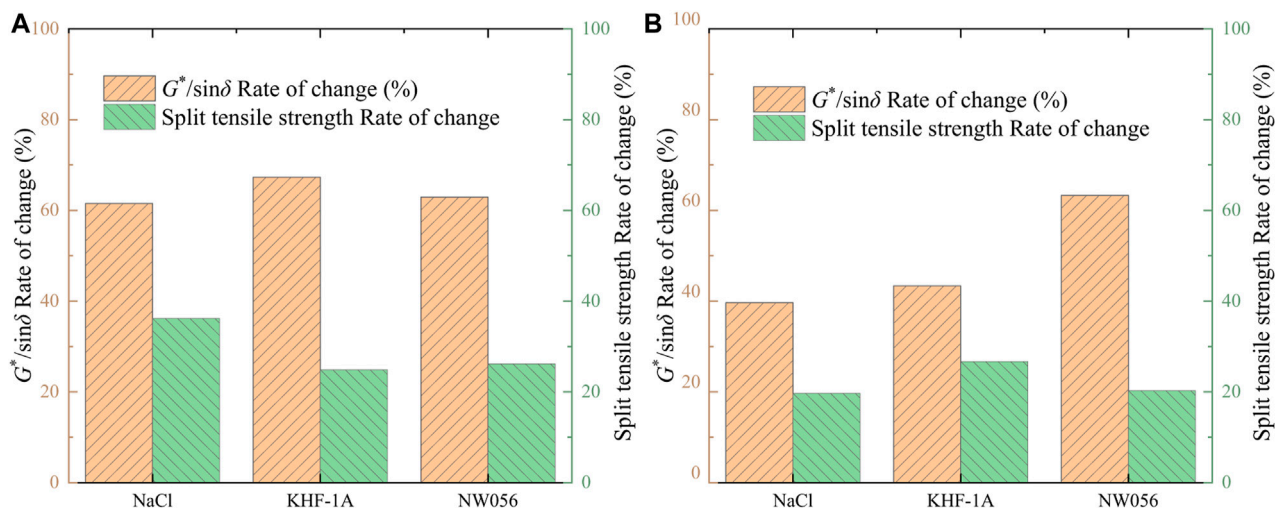 A
G*/sinδ Rate of change (%)
100
80
60
40
20
0
G*/sinδ Rate of change (%)
Split tensile strength Rate of change
NaCl
KHF-1A
NW056
100
80
60
40
20
0
Split tensile strength Rate of change (%)
B
G*/sinδ Rate of change (%)
100
80
60
40
20
0
G*/sinδ Rate of change (%)
Split tensile strength Rate of change
NaCl
KHF-1A
NW056
100
80
60
40
20
0
Split tensile strength Rate of change (%)